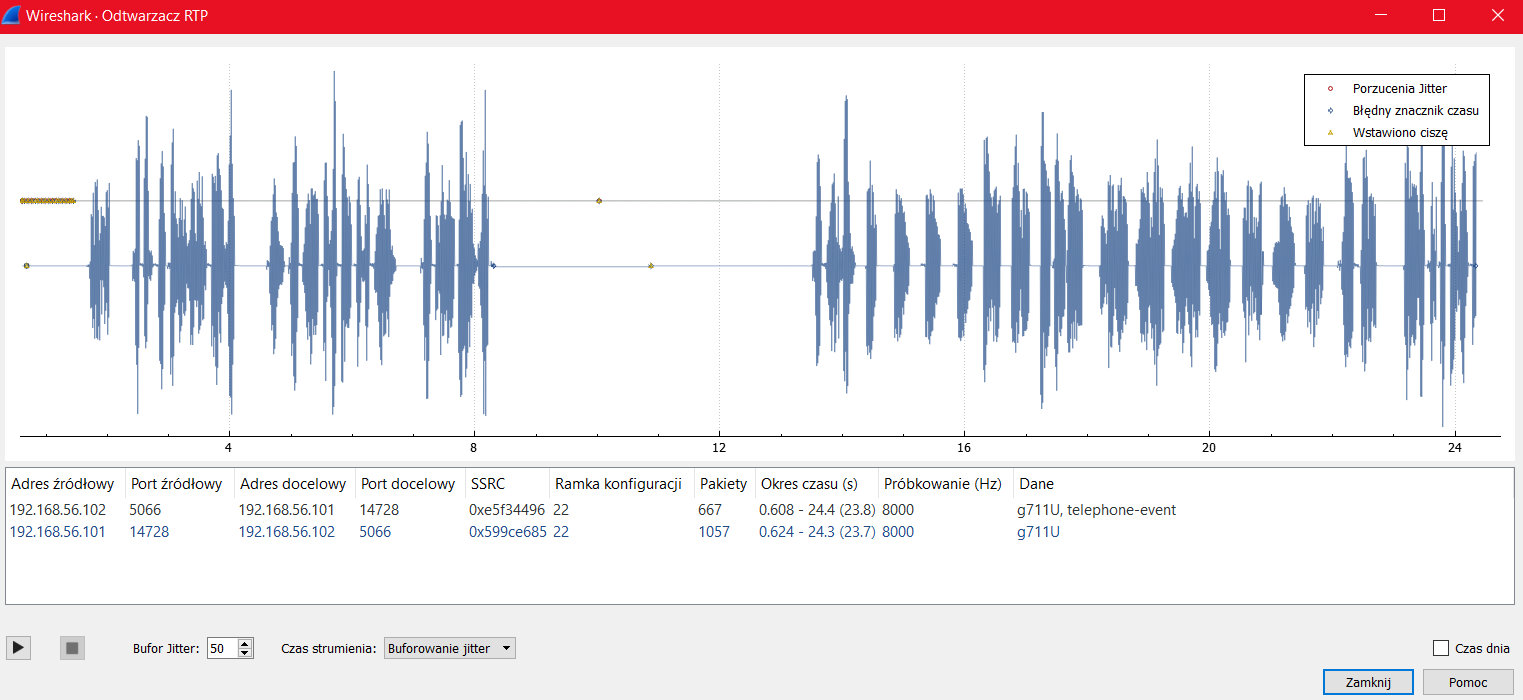 Wireshark · Odtwarzacz RTP
Porzucenia Jitter
Błędny znacznik czasu
Wstawiono ciszę
4 8 12 16 20 24
Adres źródłowy Port źródłowy Adres docelowy Port docelowy SSRC Ramka konfiguracji Pakiety Okres czasu (s) Próbkowanie (Hz) Dane
192.168.56.102 5066 192.168.56.101 14728 0xe5f34496 22 667 0.608 - 24.4 (23.8) 8000 g711U, telephone-event
192.168.56.101 14728 192.168.56.102 5066 0x599ce685 22 1057 0.624 - 24.3 (23.7) 8000 g711U
Bufor Jitter: 50 Czas strumienia: Buforowanie jitter Czas dnia
Zamknij Pomoc